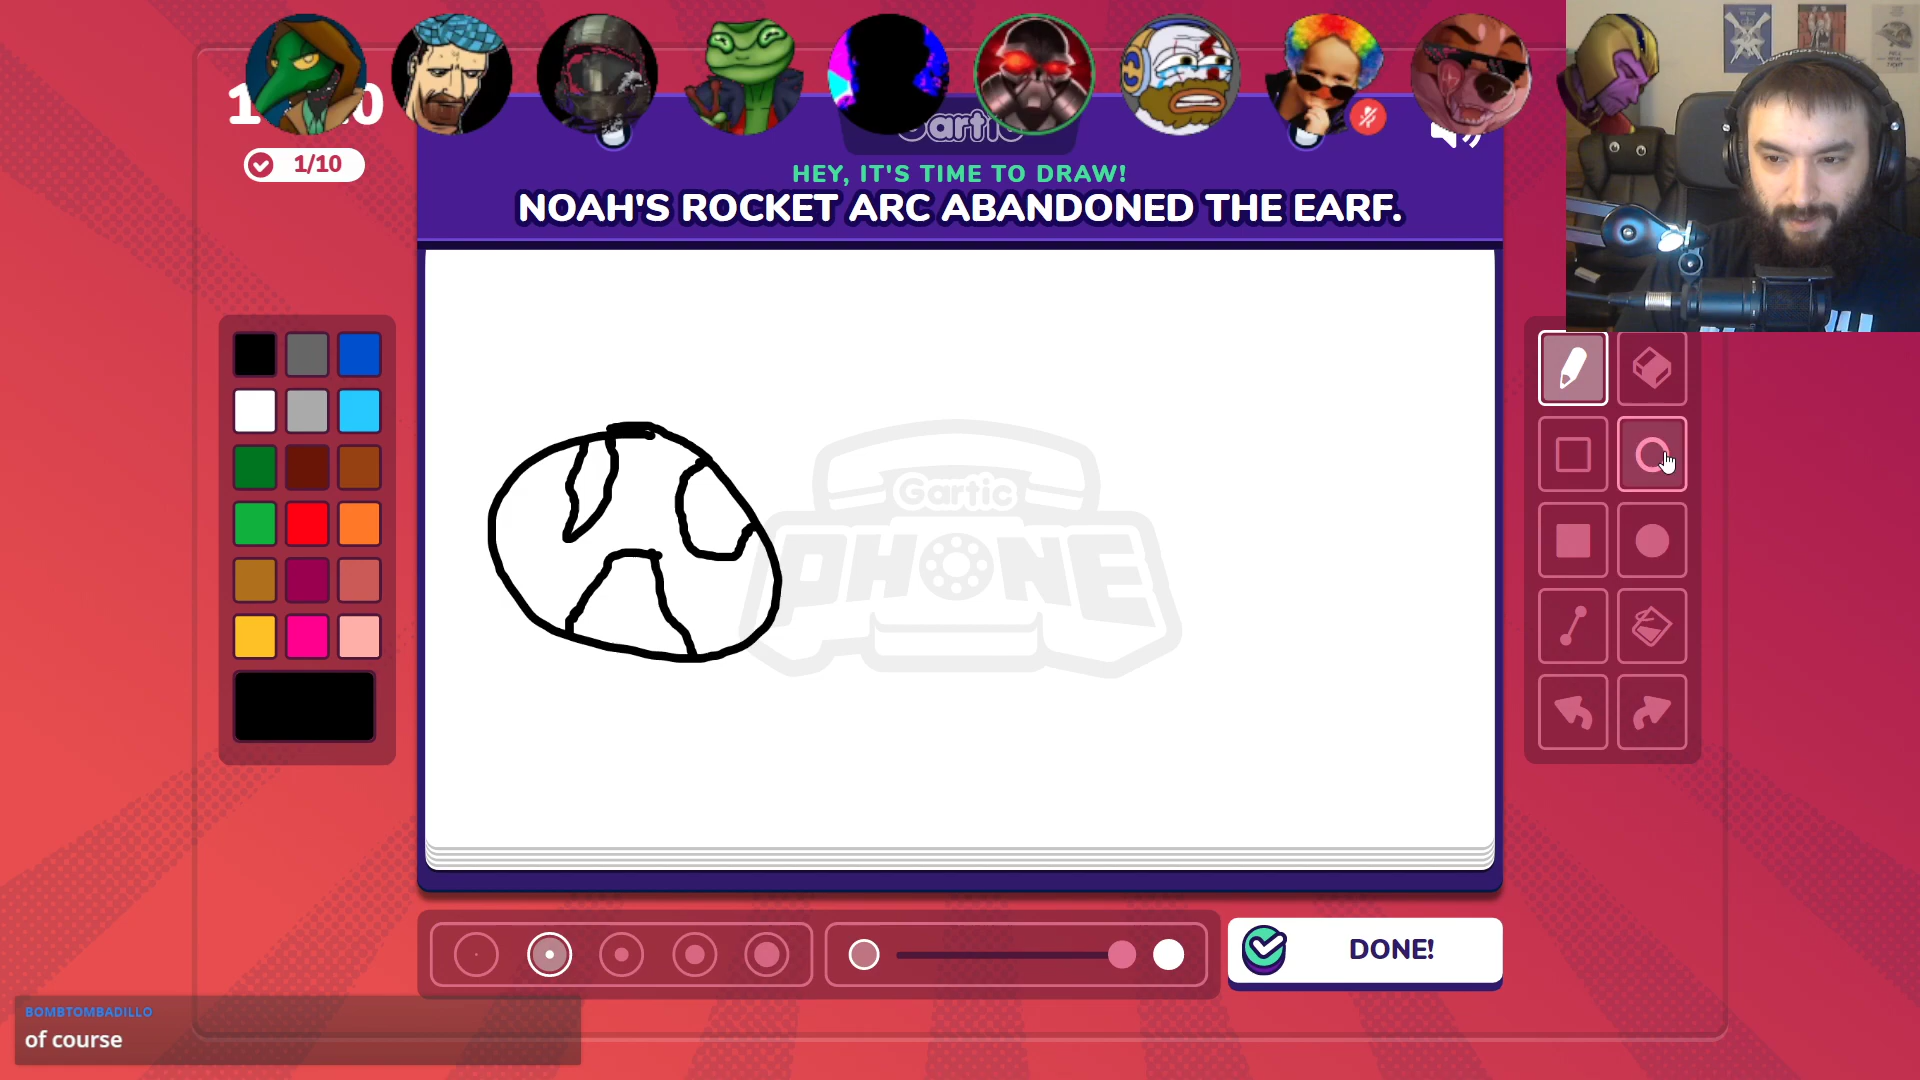 1/10
HEY, IT'S TIME TO DRAW!
NOAH'S ROCKET ARC ABANDONED THE EARF.
Gartic
PHONE
DONE!
BOMBTOMBADILLO
of course